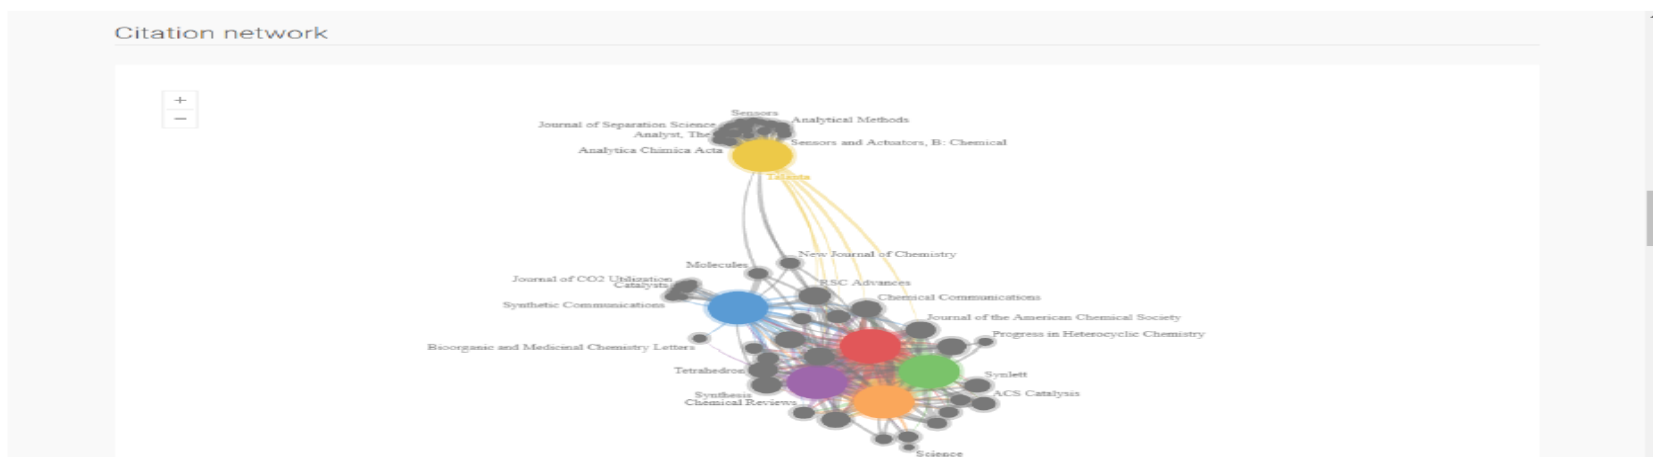 Citation network
+
−
Sensors
Analytical Methods
Journal of Separation Science
Analyst, The
Sensors and Actuators, B: Chemical
Analytica Chimica Acta
Talanta
New Journal of Chemistry
Molecules
Journal of CO2 Utilization
RSC Advances
Catalysts
Chemical Communications
Synthetic Communications
Journal of the American Chemical Society
Progress in Heterocyclic Chemistry
Bioorganic and Medicinal Chemistry Letters
Tetrahedron
Synlett
Synthesis
ACS Catalysis
Chemical Reviews
Science